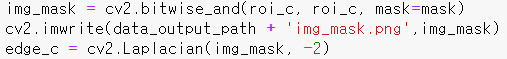 img_mask = cv2.bitwise_and(roi_c, roi_c, mask=mask)
cv2.imwrite(data_output_path + 'img_mask.png',img_mask)
edge_c = cv2.Laplacian(img_mask, -2)